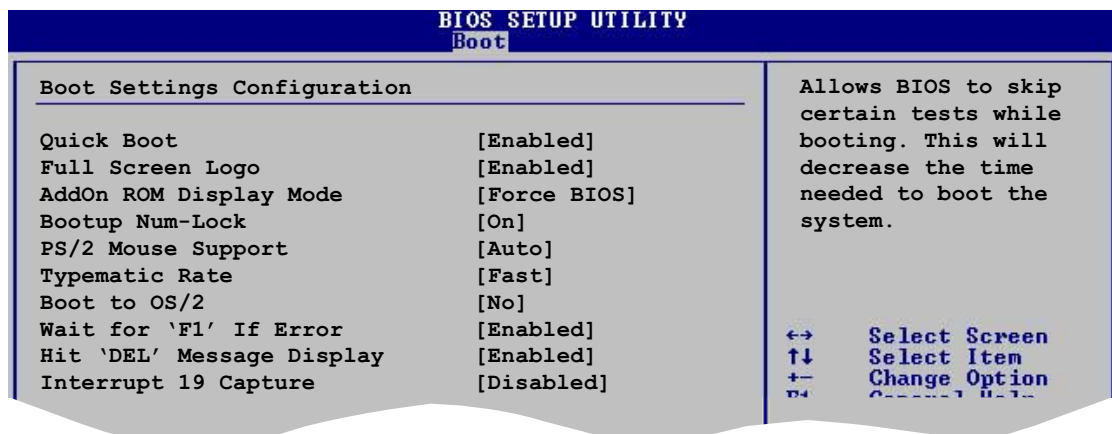 BIOS SETUP UTILITY
Boot
Boot Settings Configuration
Quick Boot [Enabled]
Full Screen Logo [Enabled]
AddOn ROM Display Mode [Force BIOS]
Bootup Num-Lock [On]
PS/2 Mouse Support [Auto]
Typematic Rate [Fast]
Boot to OS/2 [No]
Wait for ‘F1’ If Error [Enabled]
Hit ‘DEL’ Message Display [Enabled]
Interrupt 19 Capture [Disabled]
Allows BIOS to skip
certain tests while
booting. This will
decrease the time
needed to boot the
system.
←→ Select Screen
↑↓ Select Item
+- Change Option